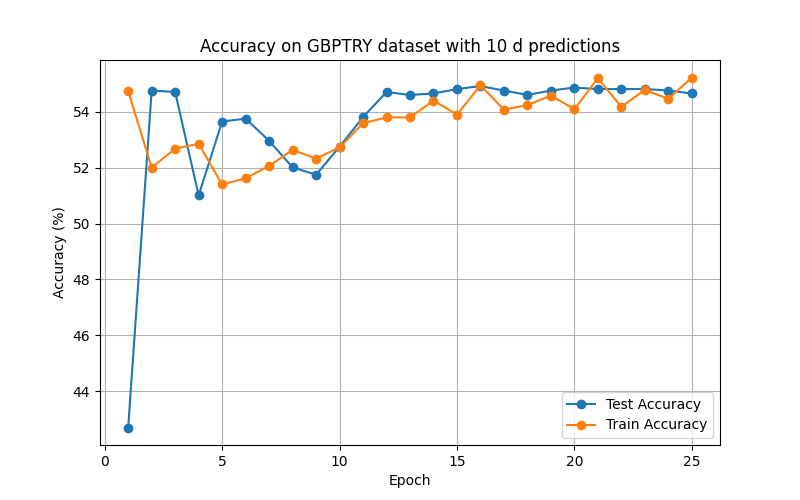 Accuracy on GBPTRY dataset with 10 d predictions
Accuracy (%)
54
52
50
48
46
44
0 5 10 15 20 25
Epoch
Test Accuracy
Train Accuracy